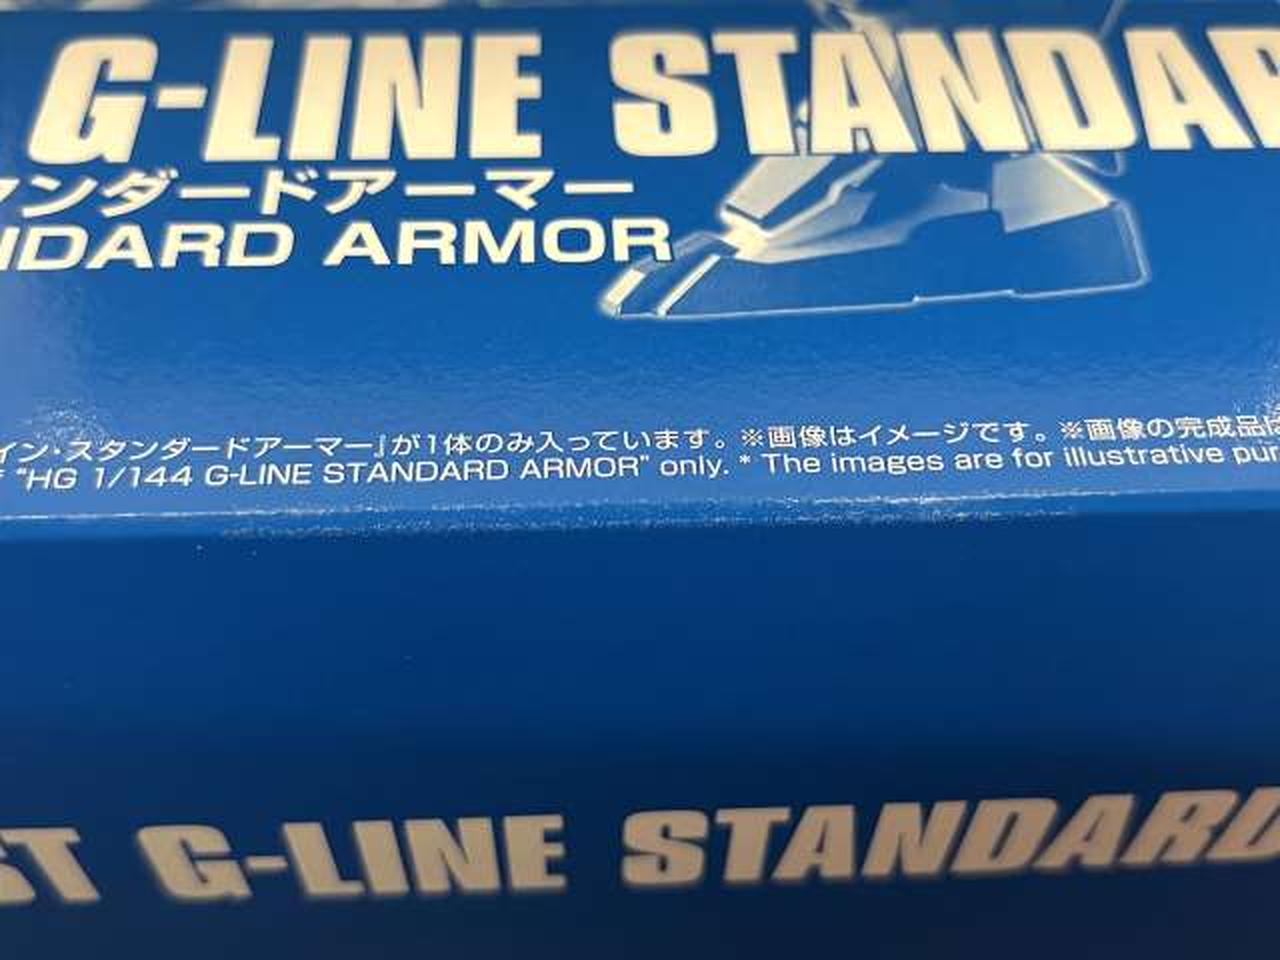 G-LINE STANDAR
ンダードアーマー
NDARD ARMOR
イン・スタンダードアーマー』が1体のみ入っています。※画像はイメージです。※画像の完成品は
"HG 1/144 G-LINE STANDARD ARMOR" only. * The images are for illustrative pur
ST G-LINE STANDARD